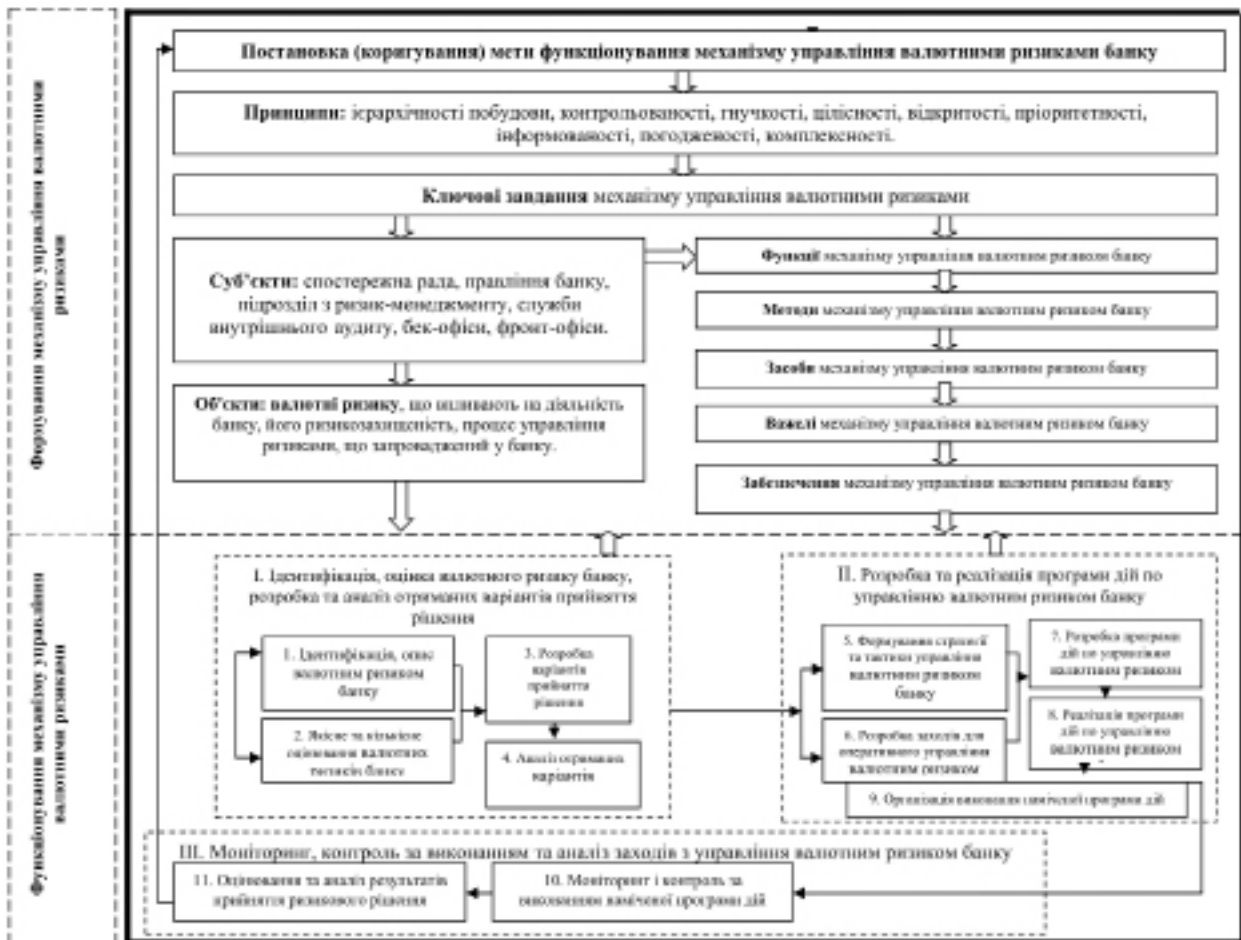 Формування механізму управління валютними
ризиками
Постановка (коригування) мети функціонування механізму управління валютними ризиками банку
Принципи: ієрархічності побудови, контрольованості, гнучкості, цілісності, відкритості, пріоритетності,
інформованості, погодженості, комплексності.
Ключові завдання механізму управління валютними ризиками
Суб'єкти: спостережна рада, правління банку,
підрозділ з ризик-менеджменту, служби
внутрішнього аудиту, бек-офіси, фронт-офіси.
Об'єкти: валютні ризику, що впливають на діяльність
банку, його ризикозахищеність, процес управління
ризиками, що запроваджений у банку.
Функції механізму управління валютним ризиком банку
Методи механізму управління валютним ризиком банку
Засоби механізму управління валютним ризиком банку
Важелі механізму управління валютним ризиком банку
Забезпечення механізму управління валютним ризиком банку
Функціонування механізму управління
валютними ризиками
І. Ідентифікація, оцінка валютного ризику банку,
розробка та аналіз отриманих варіантів прийняття
рішення
1. Ідентифікація, опис
валютним ризиком
банку
2. Якісне та кількісне
оцінювання валютних
ризиків банку
3. Розробка
варіантів
прийняття
рішення
4. Аналіз отриманих
варіантів
ІІ. Розробка та реалізація програми дій по
управлінню валютним ризиком банку
5. Формування стратегії
та тактики управління
валютним ризиком
банку
6. Розробка заходів для
оперативного управління
валютним ризиком
7. Розробка програми
дій по управлінню
валютним ризиком
8. Реалізація програми
дій по управлінню
валютним ризиком
9. Організація виконання наміченої програми дій
ІІІ. Моніторинг, контроль за виконанням та аналіз заходів з управління валютним ризиком банку
11. Оцінювання та аналіз результатів
прийняття ризикового рішення
10. Моніторинг і контроль за
виконанням наміченої програми дій